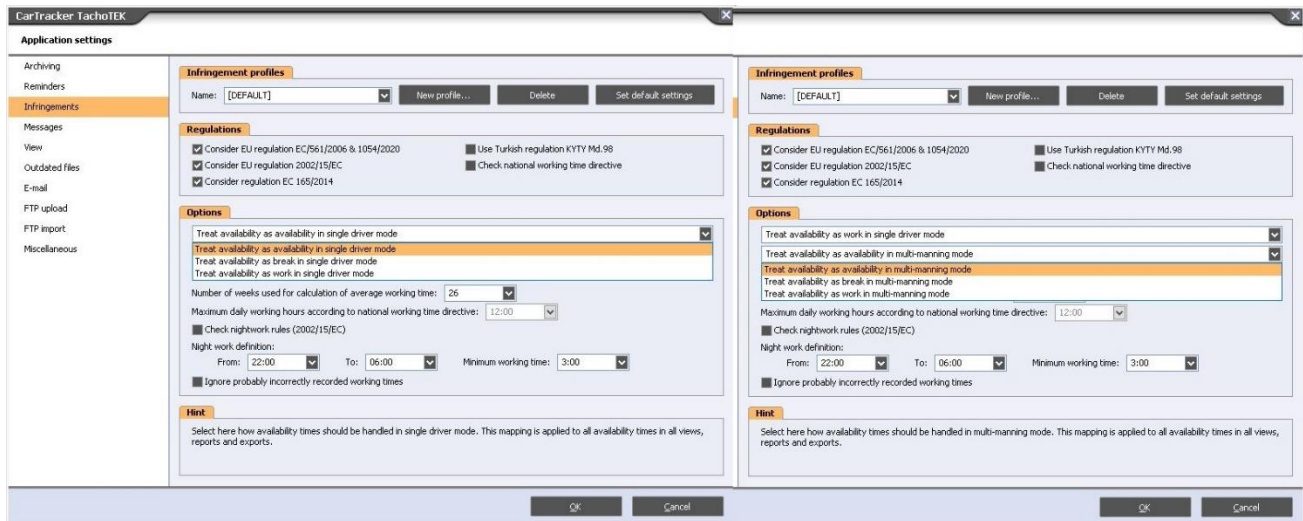 CarTracker TachoTEK
Application settings
Archiving
Reminders
Infringements
Messages
View
Outdated files
E-mail
FTP upload
FTP import
Miscellaneous
Infringement profiles
Name: [DEFAULT] New profile... Delete Set default settings
Regulations
Consider EU regulation EC/561/2006 & 1054/2020 Use Turkish regulation KYTY Md.98
Consider EU regulation 2002/15/EC Check national working time directive
Consider regulation EC 165/2014
Options
Treat availability as availability in single driver mode
Treat availability as availability in single driver mode
Treat availability as break in single driver mode
Treat availability as work in single driver mode
Number of weeks used for calculation of average working time: 26
Maximum daily working hours according to national working time directive: 12:00
Check nightwork rules (2002/15/EC)
Night work definition:
From: 22:00 To: 06:00 Minimum working time: 3:00
Ignore probably incorrectly recorded working times
Hint
Select here how availability times should be handled in single driver mode. This mapping is applied to all availability times in all views,
reports and exports.
OK Cancel
Infringement profiles
Name: [DEFAULT] New profile... Delete Set default settings
Regulations
Consider EU regulation EC/561/2006 & 1054/2020 Use Turkish regulation KYTY Md.98
Consider EU regulation 2002/15/EC Check national working time directive
Consider regulation EC 165/2014
Options
Treat availability as work in single driver mode
Treat availability as availability in multi-manning mode
Treat availability as availability in multi-manning mode
Treat availability as break in multi-manning mode
Treat availability as work in multi-manning mode
Maximum daily working hours according to national working time directive: 12:00
Check nightwork rules (2002/15/EC)
Night work definition:
From: 22:00 To: 06:00 Minimum working time: 3:00
Ignore probably incorrectly recorded working times
Hint
Select here how availability times should be handled in multi-manning mode. This mapping is applied to all availability times in all views,
reports and exports.
OK Cancel